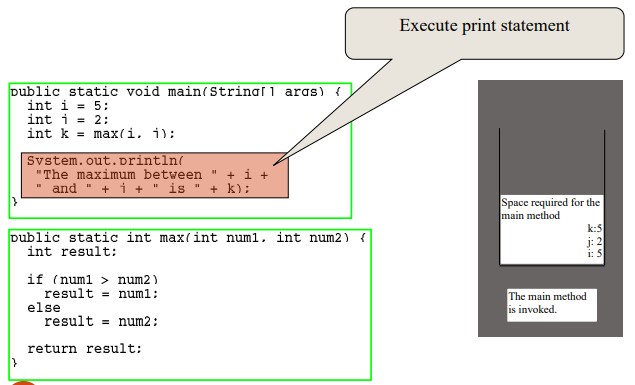 Execute print statement
public static void main(String[] args) {
int i = 5;
int j = 2;
int k = max(i, j);
System.out.println(
"The maximum between " + i +
" and " + j + " is " + k);
}
public static int max(int num1, int num2) {
int result;
if (num1 > num2)
result = num1;
else
result = num2;
return result;
}
Space required for the
main method
k:5
j: 2
i: 5
The main method
is invoked.